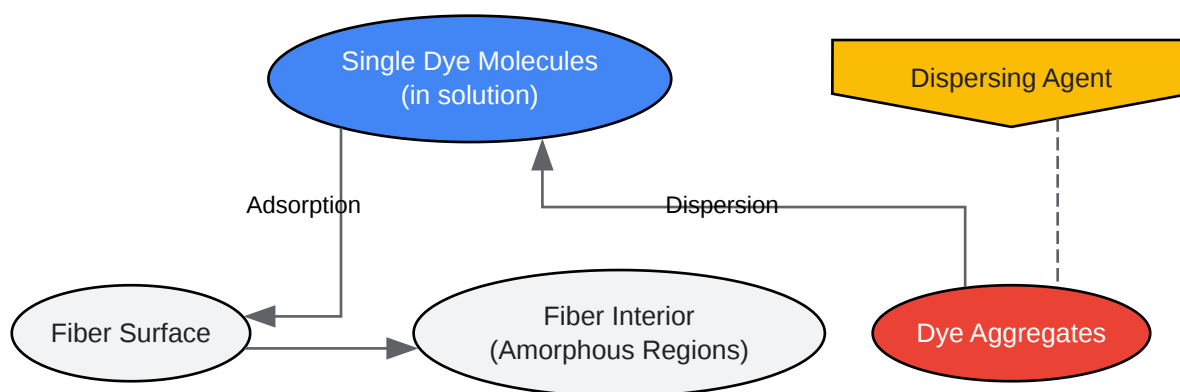 Single Dye Molecules
(in solution)
Dispersing Agent
Adsorption
Dispersion
Fiber Surface
Fiber Interior
(Amorphous Regions)
Dye Aggregates